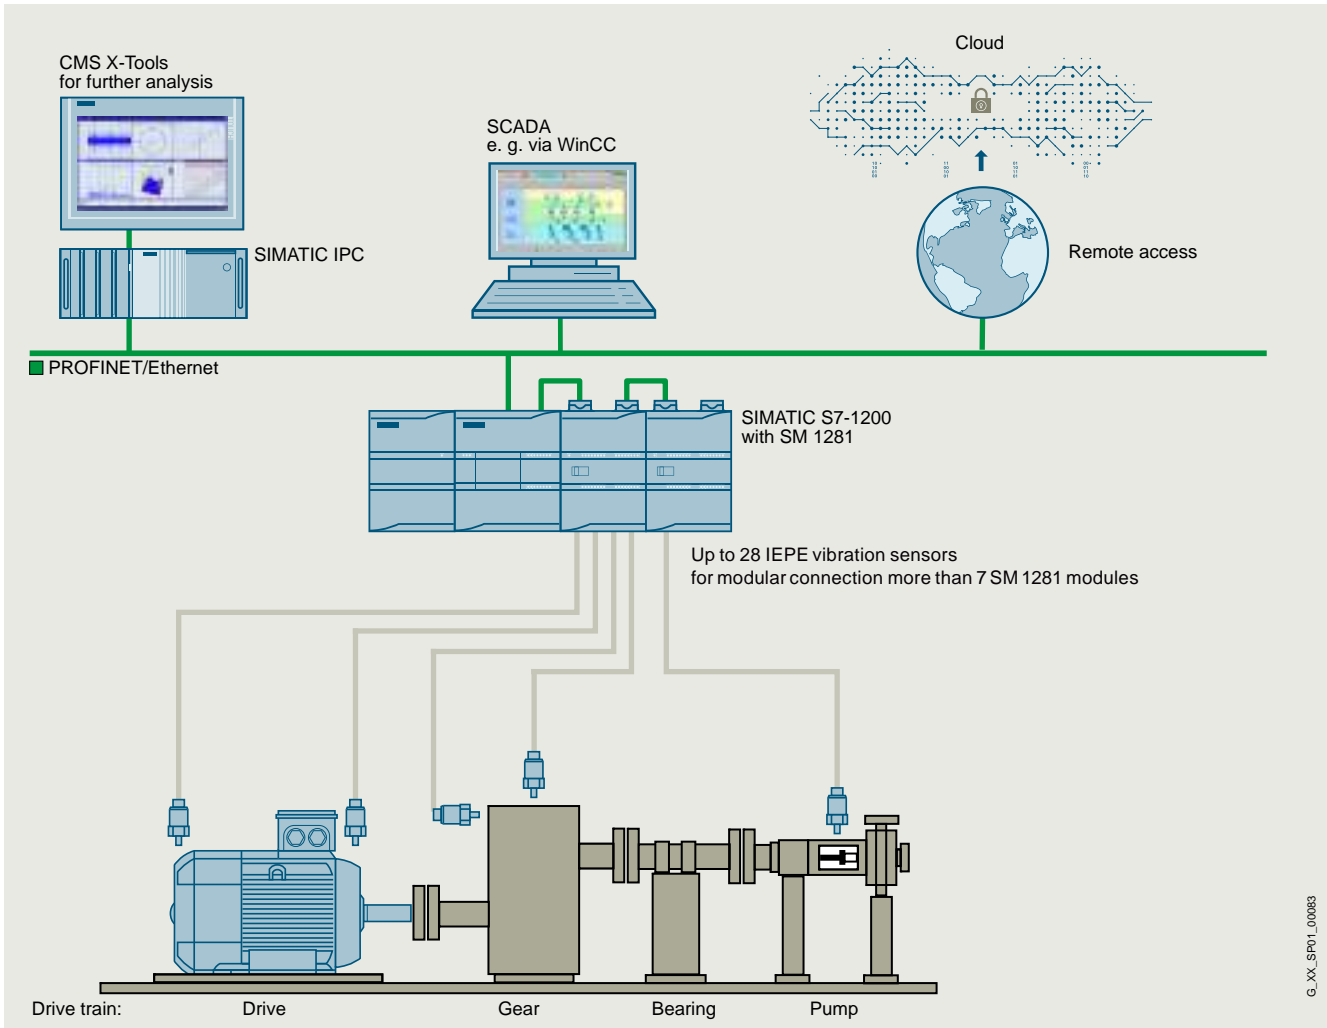 CMS X-Tools
for further analysis
SIMATIC IPC
SCADA
e. g. via WinCC
Cloud
Remote access
PROFINET/Ethernet
SIMATIC S7-1200
with SM 1281
Up to 28 IEPE vibration sensors
for modular connection more than 7 SM 1281 modules
Drive train:
Drive
Gear
Bearing
Pump
G_XX_SP01_00083